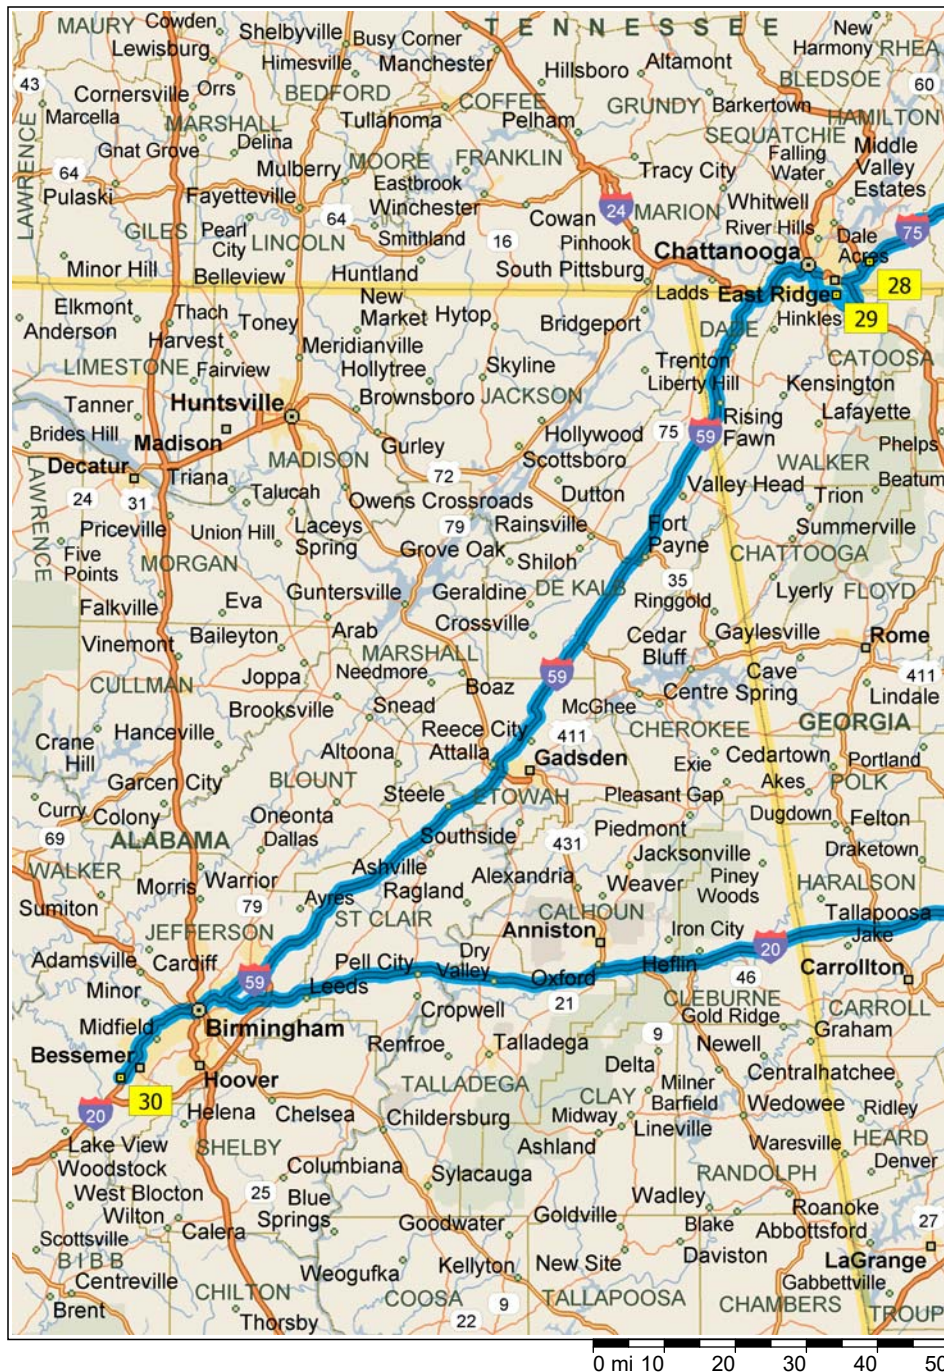 TENNESSEE
MAURY
Cowden
Shelbyville
Busy Corner
New
Harmony
RHEA
Lewisburg
Himesville
Manchester
Hillsboro
Altamont
BLEDSOE
43
Cornersville
Orrs
BEDFORD
COFFEE
GRUNDY
Barkertown
60
Marcella
MARSHALL
Tullahoma
Pelham
HAMILTON
LAWRENCE
Gnat Grove
Delina
SEQUATCHIE
Falling
Water
Middle
Valley
Estates
64
Mulberry
MOORE
FRANKLIN
Tracy City
Pulaski
Fayetteville
Eastbrook
Winchester
24
MARION
Whitwell
GILES
Pearl
City
64
LINCOLN
Smithland
16
Cowan
Pinhook
River Hills
Dale
Acres
75
Minor Hill
Belleview
Huntland
South Pittsburg
Chattanooga
28
Elkmont
Thach
New
Market
Hytop
Ladds
East Ridge
29
Anderson
Toney
Bridgeport
Hinkles
Harvest
Meridianville
DADE
CATOOSA
LIMESTONE
Fairview
Hollytree
Skyline
Trenton
Liberty Hill
Kensington
Tanner
Huntsville
Brownsboro
JACKSON
Lafayette
Brides Hill
Madison
Gurley
Hollywood
75
59
Rising
Fawn
Phelps
Decatur
Triana
MADISON
72
Scottsboro
WALKER
Beatum
LAWRENCE
24
31
Talucah
Owens Crossroads
Dutton
Valley Head
Trion
Priceville
Union Hill
Laceys
Spring
79
Rainsville
Fort
Payne
Summerville
Five
Points
MORGAN
Grove Oak
Shiloh
CHATTOOGA
Falkville
Eva
Guntersville
Geraldine
DE KALB
35
Ringgold
Lyerly
FLOYD
Vinemont
Baileyton
Arab
Crossville
Cedar
Bluff
Gaylesville
Rome
CULLMAN
Joppa
MARSHALL
Needmore
Boaz
59
Cave
Spring
411
Lindale
Brooksville
Snead
McGhee
Centre
GEORGIA
Crane
Hill
Hanceville
Altoona
Reece City
Attalla
411
Gadsden
CHEROKEE
Cedartown
Portland
Garcen City
BLOUNT
Exie
Akes
POLK
Curry
Colony
Steele
ETOWAH
Pleasant Gap
69
Oneonta
Dallas
Southside
431
Piedmont
Dugdown
Felton
ALABAMA
Ashville
Jacksonville
Draketown
WALKER
Morris
Warrior
Ayres
Ragland
Alexandria
Weaver
Piney
Woods
HARALSON
Sumiton
79
ST CLAIR
CALHOUN
Tallapoosa
JEFFERSON
Anniston
Iron City
20
Jake
Adamsville
Cardiff
59
Pell City
Dry
Valley
Oxford
Heflin
46
Carrollton
Minor
Leeds
Cropwell
21
CLEBURNE
CARROLL
Midfield
Birmingham
Renfroe
Talladega
9
Gold Ridge
Graham
Bessemer
Hoover
Delta
Newell
30
TALLADEGA
CLAY
Milner
Barfield
Centralhatchee
20
Helena
Chelsea
Childersburg
Midway
Lineville
Wedowee
Ridley
Lake View
SHELBY
Ashland
Waresville
HEARD
Woodstock
Columbiana
Sylacauga
RANDOLPH
Denver
West Blocton
25
Blue
Springs
Wadley
Roanoke
27
Wilton
Calera
Goodwater
Goldville
Blake
Abbottsford
Scottsville
BIBB
Weogufka
Kellyton
New Site
Daviston
LaGrange
Centreville
CHILTON
COOSA
9
TALLAPOOSA
Gabbettville
Brent
Thorsby
22
CHAMBERS
TROUP
0 mi 10 20 30 40 50